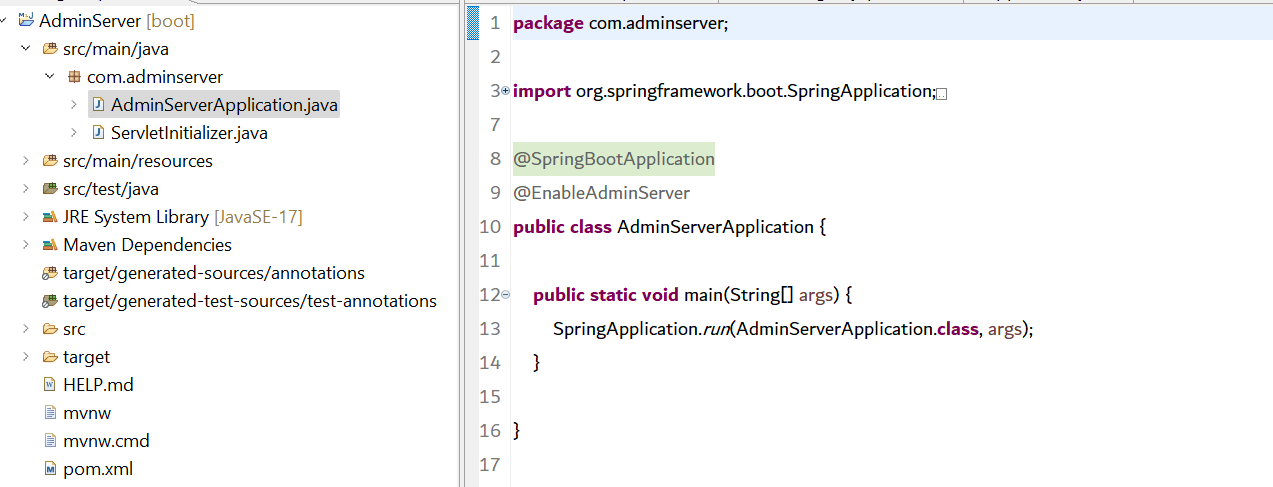 AdminServer [boot]
src/main/java
com.adminserver
AdminServerApplication.java
ServletInitializer.java
src/main/resources
src/test/java
JRE System Library [JavaSE-17]
Maven Dependencies
target/generated-sources/annotations
target/generated-test-sources/test-annotations
src
target
HELP.md
mvnw
mvnw.cmd
pom.xml
1 package com.adminserver;
2
3 import org.springframework.boot.SpringApplication;
7
8 @SpringBootApplication
9 @EnableAdminServer
10 public class AdminServerApplication {
11
12 public static void main(String[] args) {
13 SpringApplication.run(AdminServerApplication.class, args);
14 }
15
16 }
17